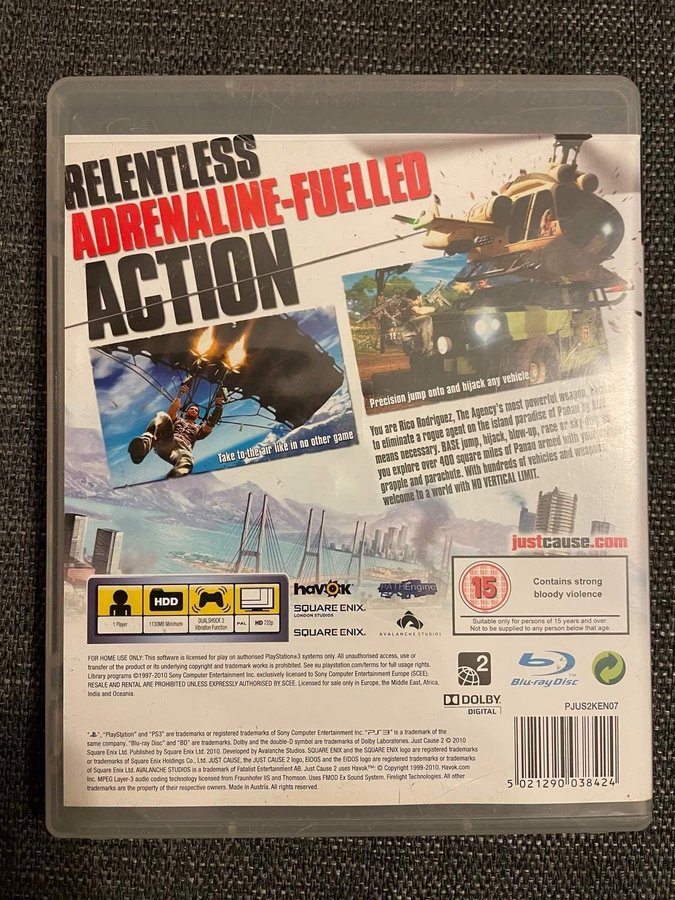 RELENTLESS
ADRENALINE-FUELLED
ACTION
Precision jump onto and hijack any vehicle
Take to the air like in no other game
You are Rico Rodriguez, The Agency's most powerful weapon,
to eliminate a rogue agent on the island paradise of Panau by
means necessary. BASE jump, hijack, blow-up, race or sky-dive
you explore over 400 square miles of Panau armed with your
grapple and parachute. With hundreds of vehicles and weapons
welcome to a world with NO VERTICAL LIMIT.
justcause.com
1 Player
HDD
1100MB Minimum
DUALSHOCK 3
Vibration Function
PAL
HD 720p
havok
PATHEngine
SQUARE ENIX.
LONDON STUDIOS
SQUARE ENIX.
AVALANCHE STUDIOS
15
Contains strong
bloody violence
Suitable only for persons of 15 years and over.
Not to be supplied to any person below that age.
FOR HOME USE ONLY: This software is licensed for play on authorised PlayStation®3 systems only. All unauthorised access, use or
transfer of the product or its underlying copyright and trademark works is prohibited. See eu.playstation.com/terms for full usage rights.
Library programs ©1997-2010 Sony Computer Entertainment Inc. exclusively licensed to Sony Computer Entertainment Europe (SCEE).
RESALE AND RENTAL ARE PROHIBITED UNLESS EXPRESSLY AUTHORISED BY SCEE. Licensed for sale only in Europe, the Middle East, Africa,
India and Oceania.
2
Blu-ray Disc
DOLBY
DIGITAL
PJUS2KEN07
"PlayStation" and "PS3" are trademarks or registered trademarks of Sony Computer Entertainment Inc. "PS3" is a trademark of the
same company. "Blu-ray Disc" and "BD" are trademarks. Dolby and the double-D symbol are trademarks of Dolby Laboratories. Just Cause 2 © 2010
Square Enix Ltd. Published by Square Enix Ltd. 2010. Developed by Avalanche Studios. SQUARE ENIX and the SQUARE ENIX logo are registered trademarks
or trademarks of Square Enix Holdings Co., Ltd. JUST CAUSE, the JUST CAUSE 2 logo, EIDOS and the EIDOS logo are registered trademarks or trademarks
of Square Enix Ltd. AVALANCHE STUDIOS is a trademark of Fatalist Entertainment AB. Just Cause 2 uses Havok™: © Copyright 1999-2010. Havok.com
Inc. MPEG Layer-3 audio coding technology licensed from Fraunhofer IIS and Thomson. Uses FMOD Ex Sound System. Firelight Technologies. All other
trademarks are the property of their respective owners. Made in Austria. All rights reserved.
5 021290 038424